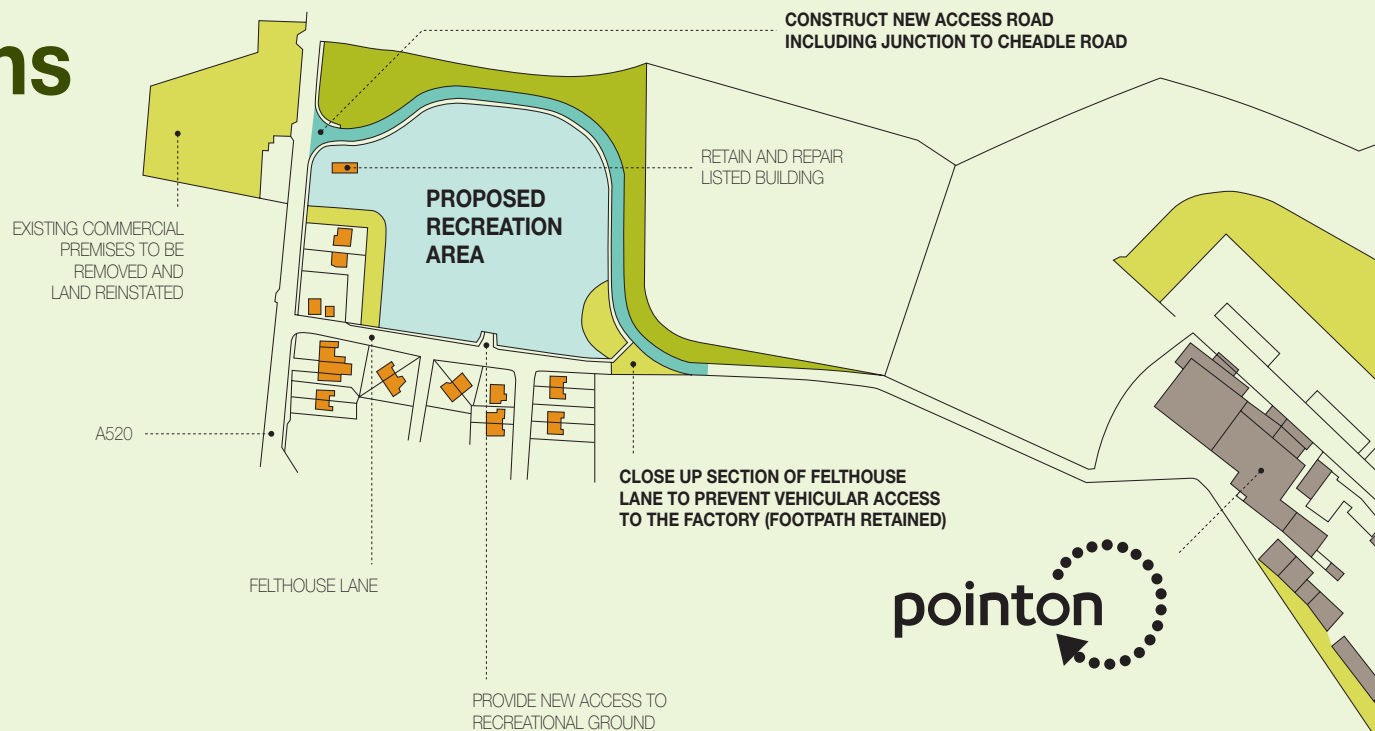 ns
CONSTRUCT NEW ACCESS ROAD
INCLUDING JUNCTION TO CHEADLE ROAD
RETAIN AND REPAIR
LISTED BUILDING
PROPOSED
RECREATION
AREA
EXISTING COMMERCIAL
PREMISES TO BE
REMOVED AND
LAND REINSTATED
A520
CLOSE UP SECTION OF FELTHOUSE
LANE TO PREVENT VEHICULAR ACCESS
TO THE FACTORY (FOOTPATH RETAINED)
FELTHOUSE LANE
pointon
PROVIDE NEW ACCESS TO
RECREATIONAL GROUND